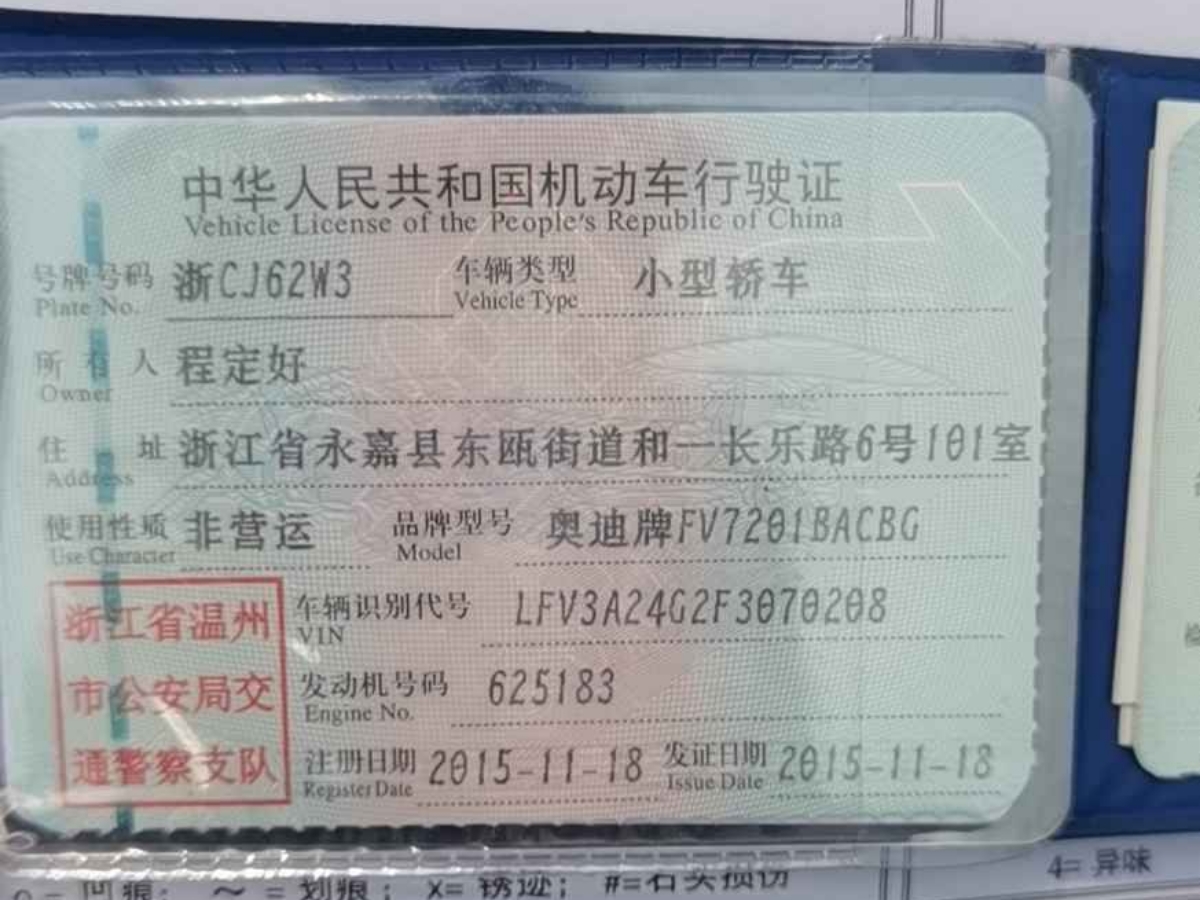 中华人民共和国机动车行驶证
Vehicle License of the People's Republic of China
号牌号码 浙CJ62W3 车辆类型 小型轿车
Plate No. Vehicle Type
所有人 程定好
Owner
住址 浙江省永嘉县东瓯街道和一长乐路6号101室
Address
使用性质 非营运 品牌型号 奥迪牌FV7201BACBG
Use Character Model
浙江省温州
市公安局交
通警察支队
车辆识别代号 LFV3A24G2F3070208
VIN
发动机号码 625183
Engine No.
注册日期 2015-11-18 发证日期 2015-11-18
Register Date Issue Date
4= 异味
= 凹痕; ~ = 划痕; X= 锈迹; #=石头损伤